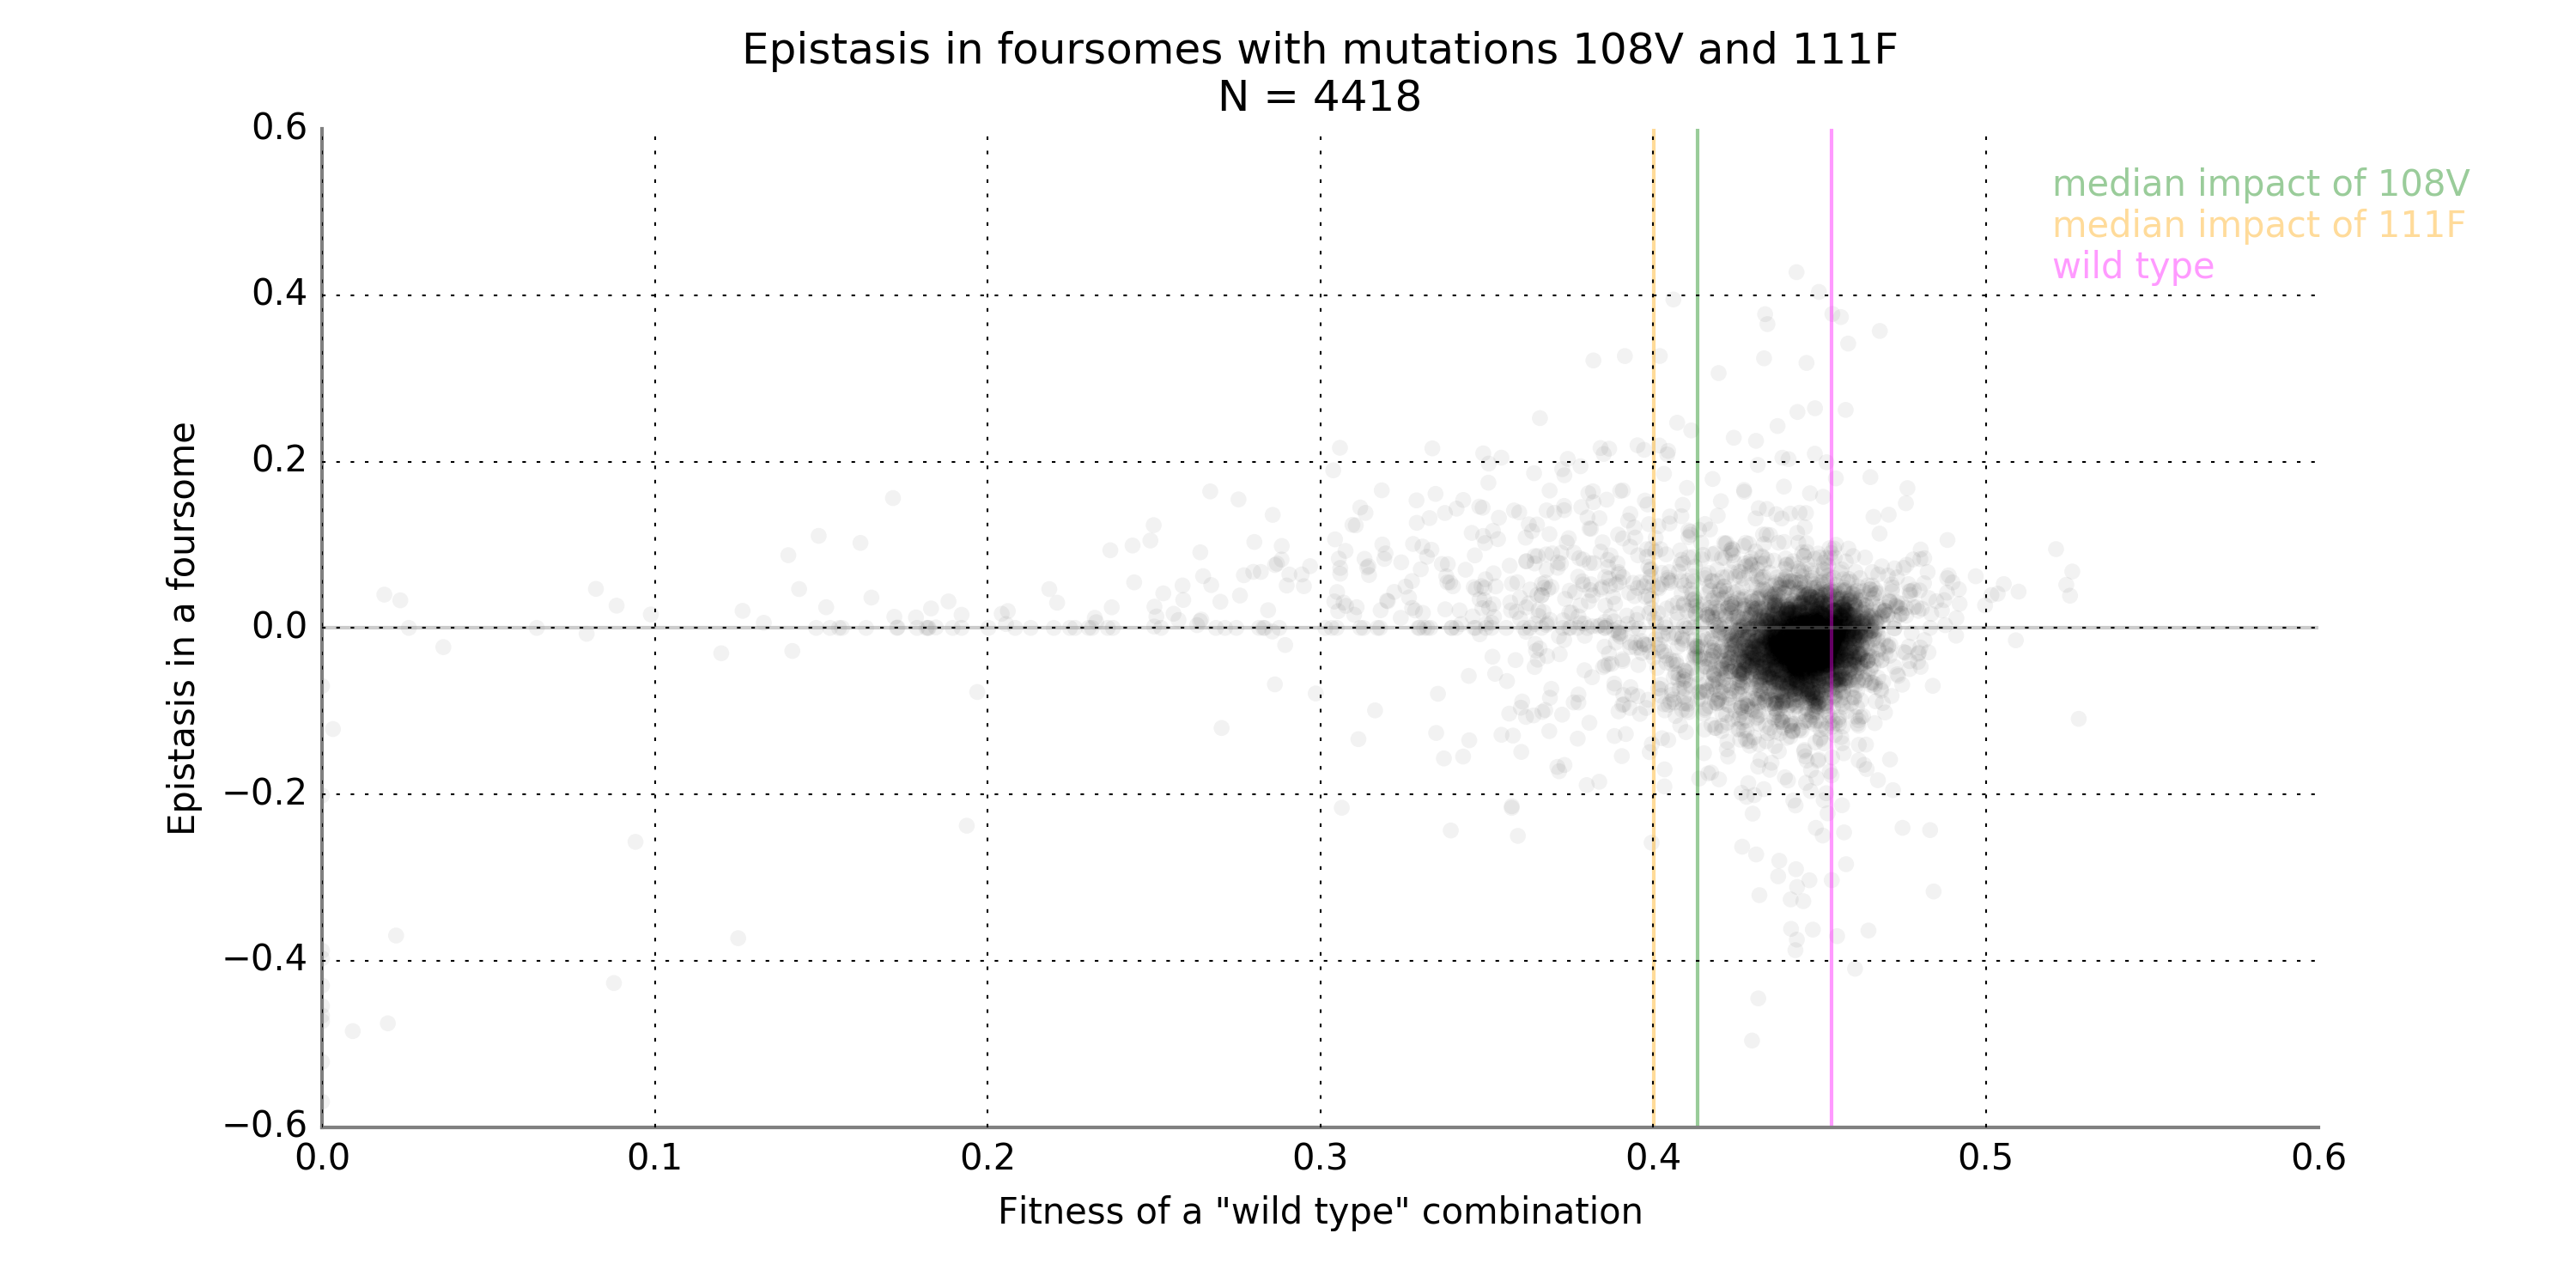 Epistasis in foursomes with mutations 108V and 111F
N = 4418
0.6
0.4
0.2
0.0
−0.2
−0.4
−0.6
Epistasis in a foursome
median impact of 108V
median impact of 111F
wild type
0.0 0.1 0.2 0.3 0.4 0.5 0.6
Fitness of a "wild type" combination